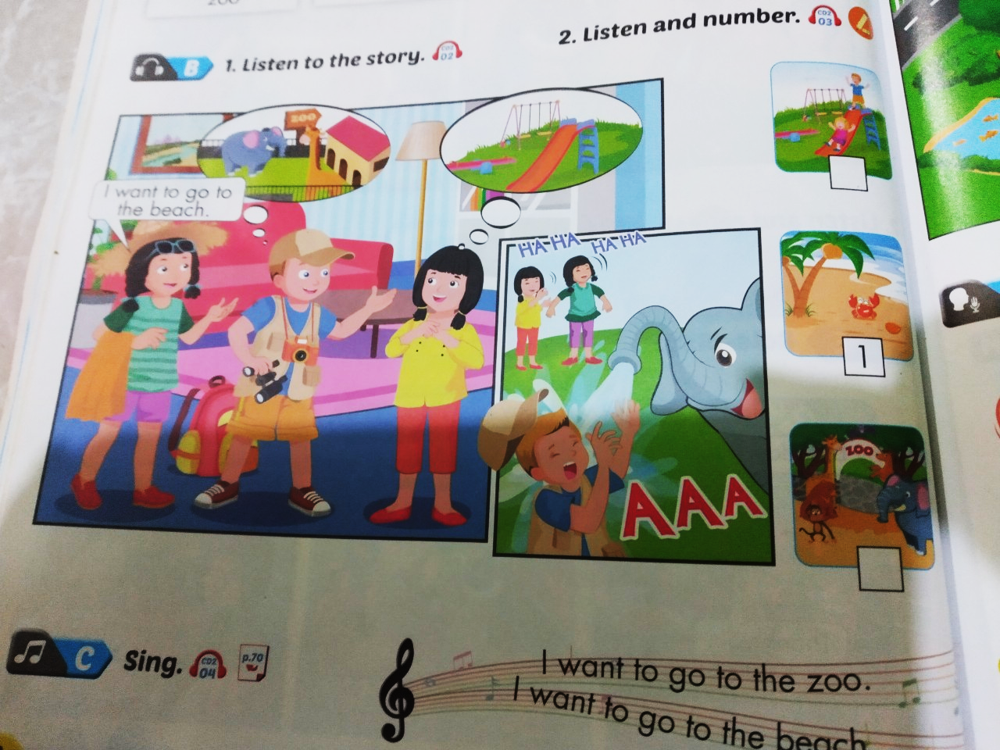 200
B
1. Listen to the story.
CD2
02
2. Listen and number.
CD2
03
zoo
I want to go to
the beach.
HA HA HA HA
AAA
1
ZOO
C
Sing.
CD2
04
p.70
I want to go to the zoo.
I want to go to the beach